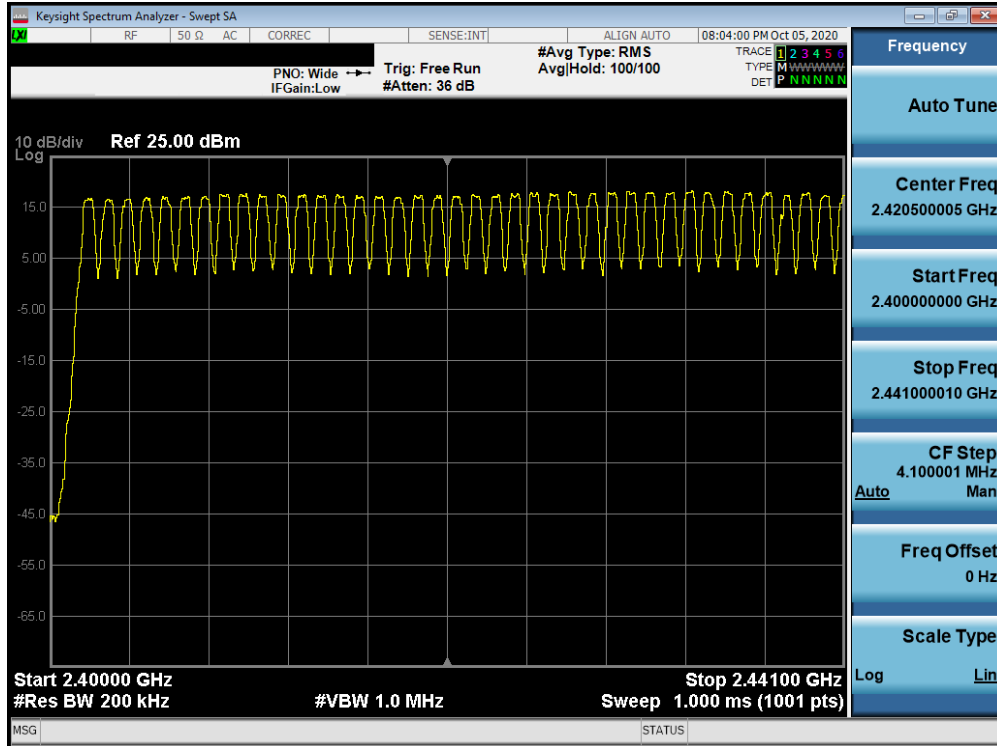 Keysight Spectrum Analyzer - Swept SA
LXI RF 50 Ω AC CORREC SENSE:INT ALIGN AUTO 08:04:00 PM Oct 05, 2020
PNO: Wide
IFGain:Low
Trig: Free Run
#Atten: 36 dB
#Avg Type: RMS
Avg|Hold: 100/100
TRACE 1 2 3 4 5 6
TYPE M WWWWW
DET P N N N N N
10 dB/div Ref 25.00 dBm
Log
15.0
5.00
-5.00
-15.0
-25.0
-35.0
-45.0
-55.0
-65.0
Start 2.40000 GHz Stop 2.44100 GHz
#Res BW 200 kHz #VBW 1.0 MHz Sweep 1.000 ms (1001 pts)
MSG STATUS
Frequency
Auto Tune
Center Freq
2.420500005 GHz
Start Freq
2.400000000 GHz
Stop Freq
2.441000010 GHz
CF Step
4.100001 MHz
Auto Man
Freq Offset
0 Hz
Scale Type
Log Lin